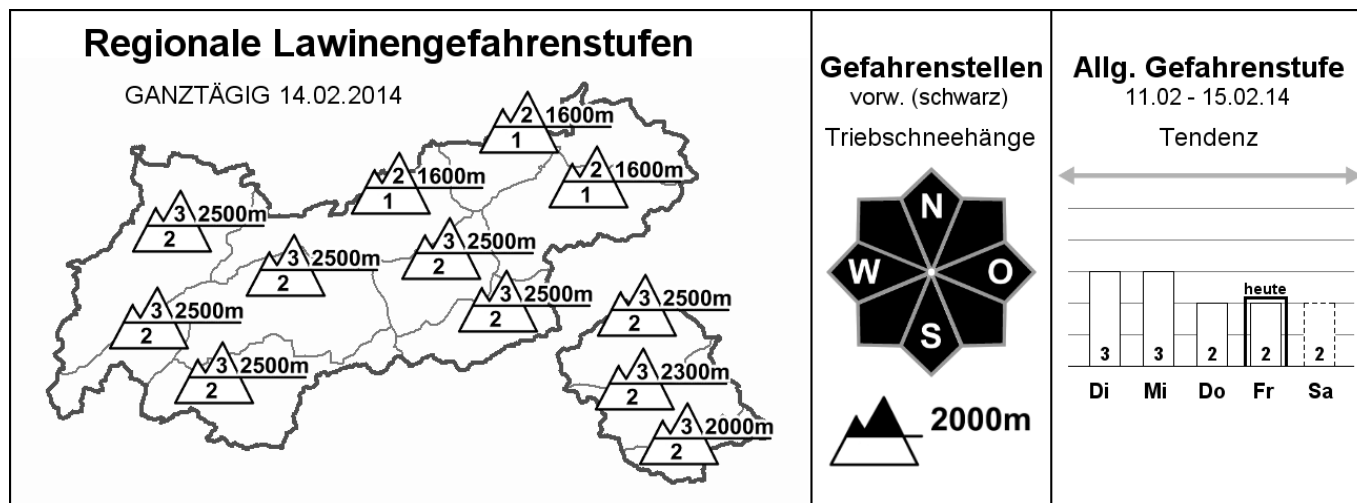 Regionale Lawinengefahrenstufen
GANZTÄGIG 14.02.2014
2 1600m
1
2 1600m
1
2 1600m
1
3 2500m
2
3 2500m
2
3 2500m
2
3 2500m
2
3 2500m
2
3 2500m
2
3 2500m
2
3 2300m
2
3 2000m
2
Gefahrenstellen
vorw. (schwarz)
Triebschneehänge
N
W O
S
2000m
Allg. Gefahrenstufe
11.02 - 15.02.14
Tendenz
heute
3 3 2 2 2
Di Mi Do Fr Sa